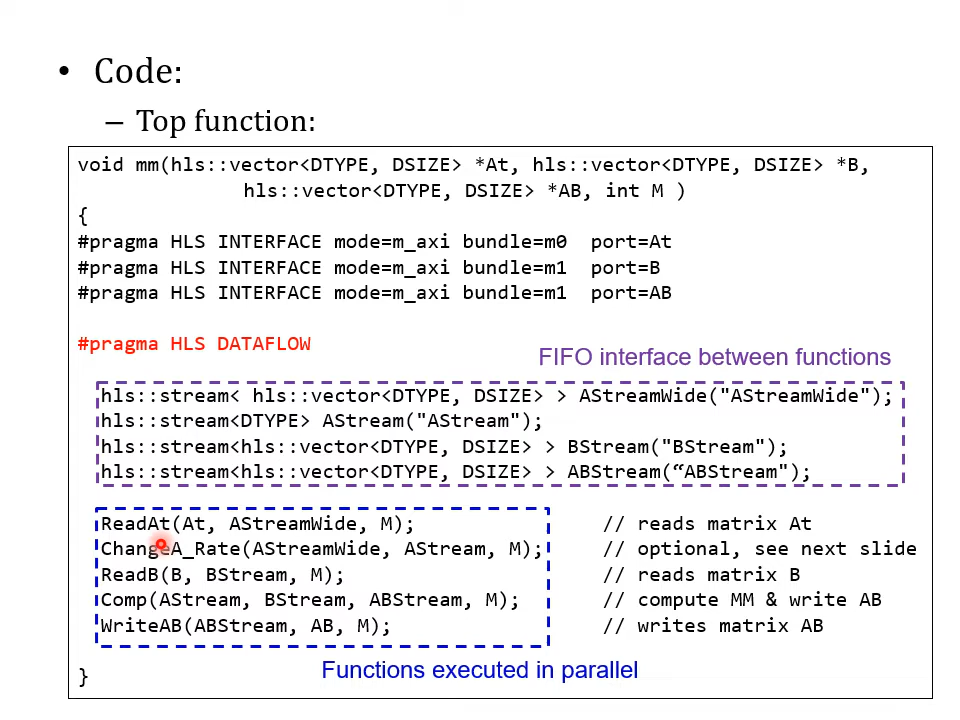 • Code:
– Top function:
void mm(hls::vector<DTYPE, DSIZE> *At, hls::vector<DTYPE, DSIZE> *B,
hls::vector<DTYPE, DSIZE> *AB, int M )
{
#pragma HLS INTERFACE mode=m_axi bundle=m0  port=At
#pragma HLS INTERFACE mode=m_axi bundle=m1  port=B
#pragma HLS INTERFACE mode=m_axi bundle=m1  port=AB
#pragma HLS DATAFLOW
FIFO interface between functions
hls::stream< hls::vector<DTYPE, DSIZE> > AStreamWide("AStreamWide");
hls::stream<DTYPE> AStream("AStream");
hls::stream<hls::vector<DTYPE, DSIZE> > BStream("BStream");
hls::stream<hls::vector<DTYPE, DSIZE> > ABStream(“ABStream");
ReadAt(At, AStreamWide, M); // reads matrix At
ChangeA_Rate(AStreamWide, AStream, M); // optional, see next slide
ReadB(B, BStream, M); // reads matrix B
Comp(AStream, BStream, ABStream, M); // compute MM & write AB
WriteAB(ABStream, AB, M); // writes matrix AB
Functions executed in parallel
}